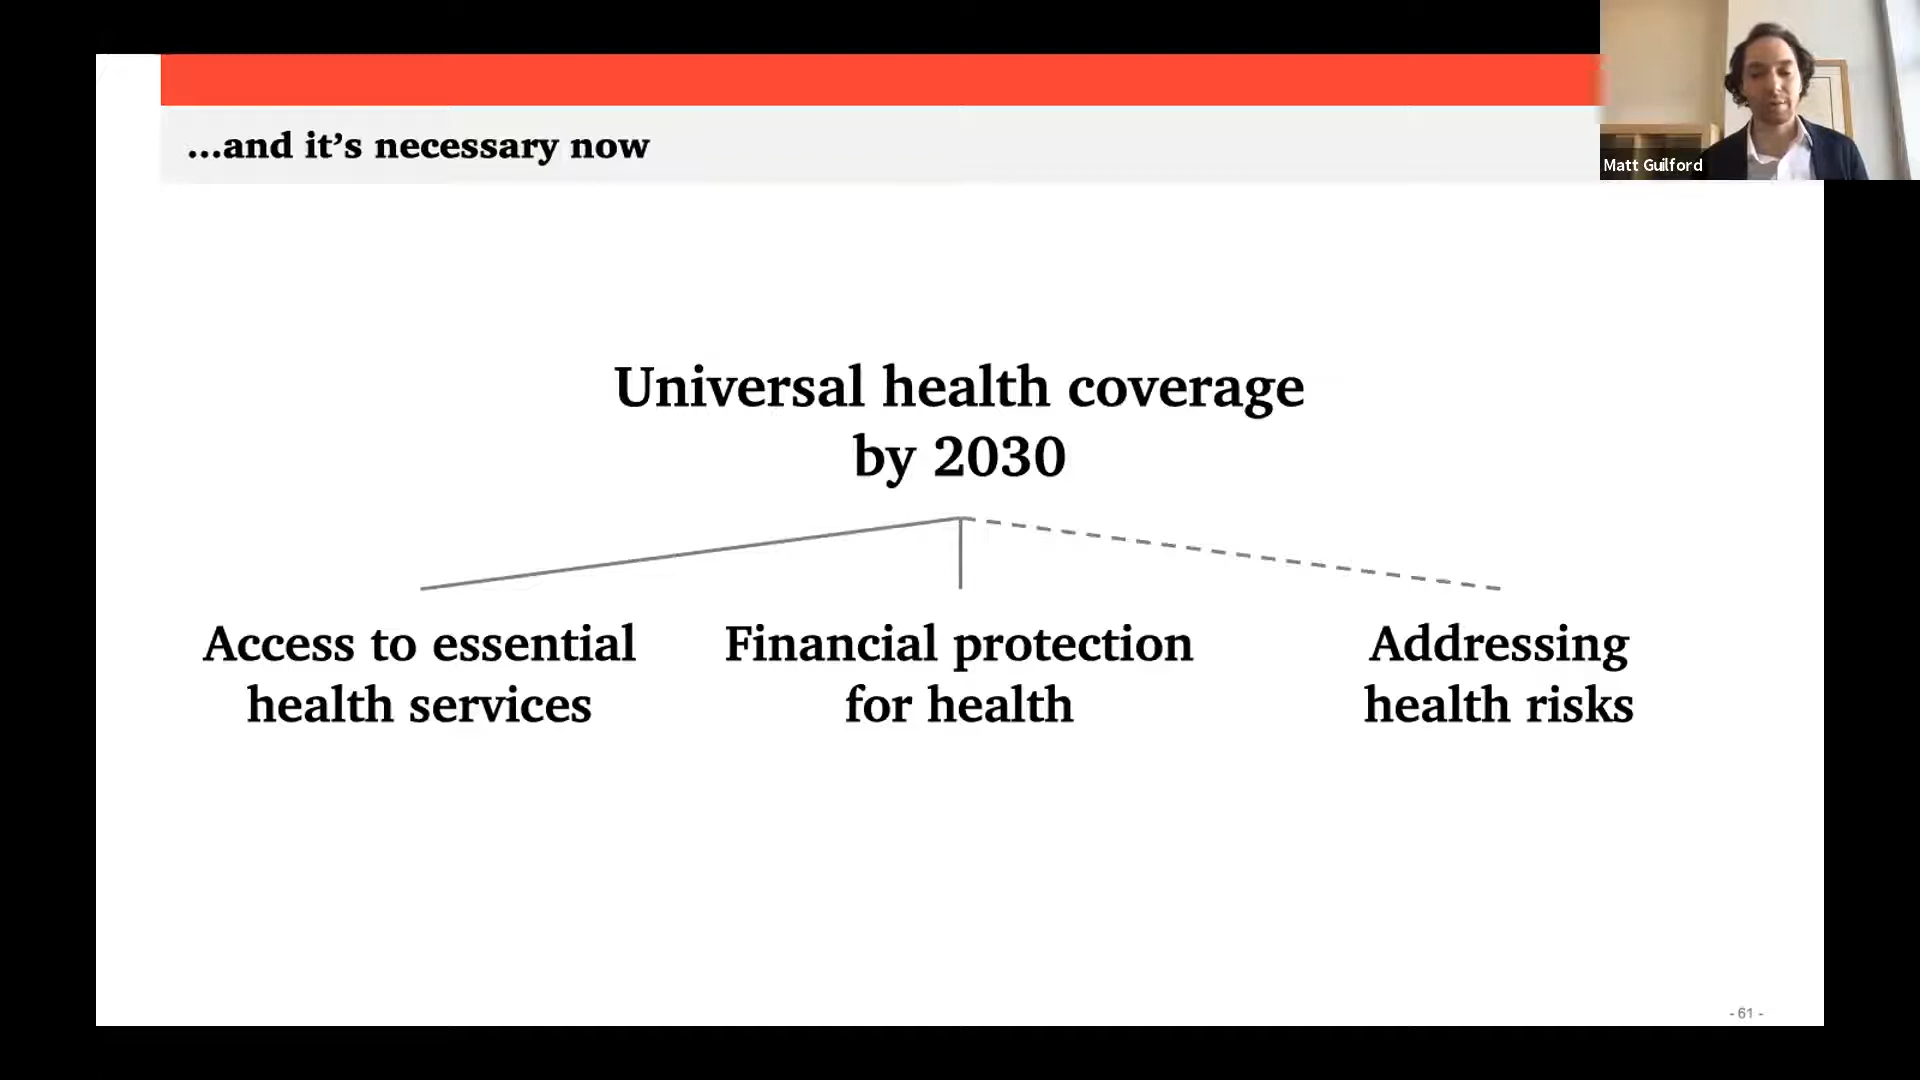 ...and it's necessary now
Matt Guilford
Universal health coverage
by 2030
Access to essential
health services
Financial protection
for health
Addressing
health risks
- 61 -